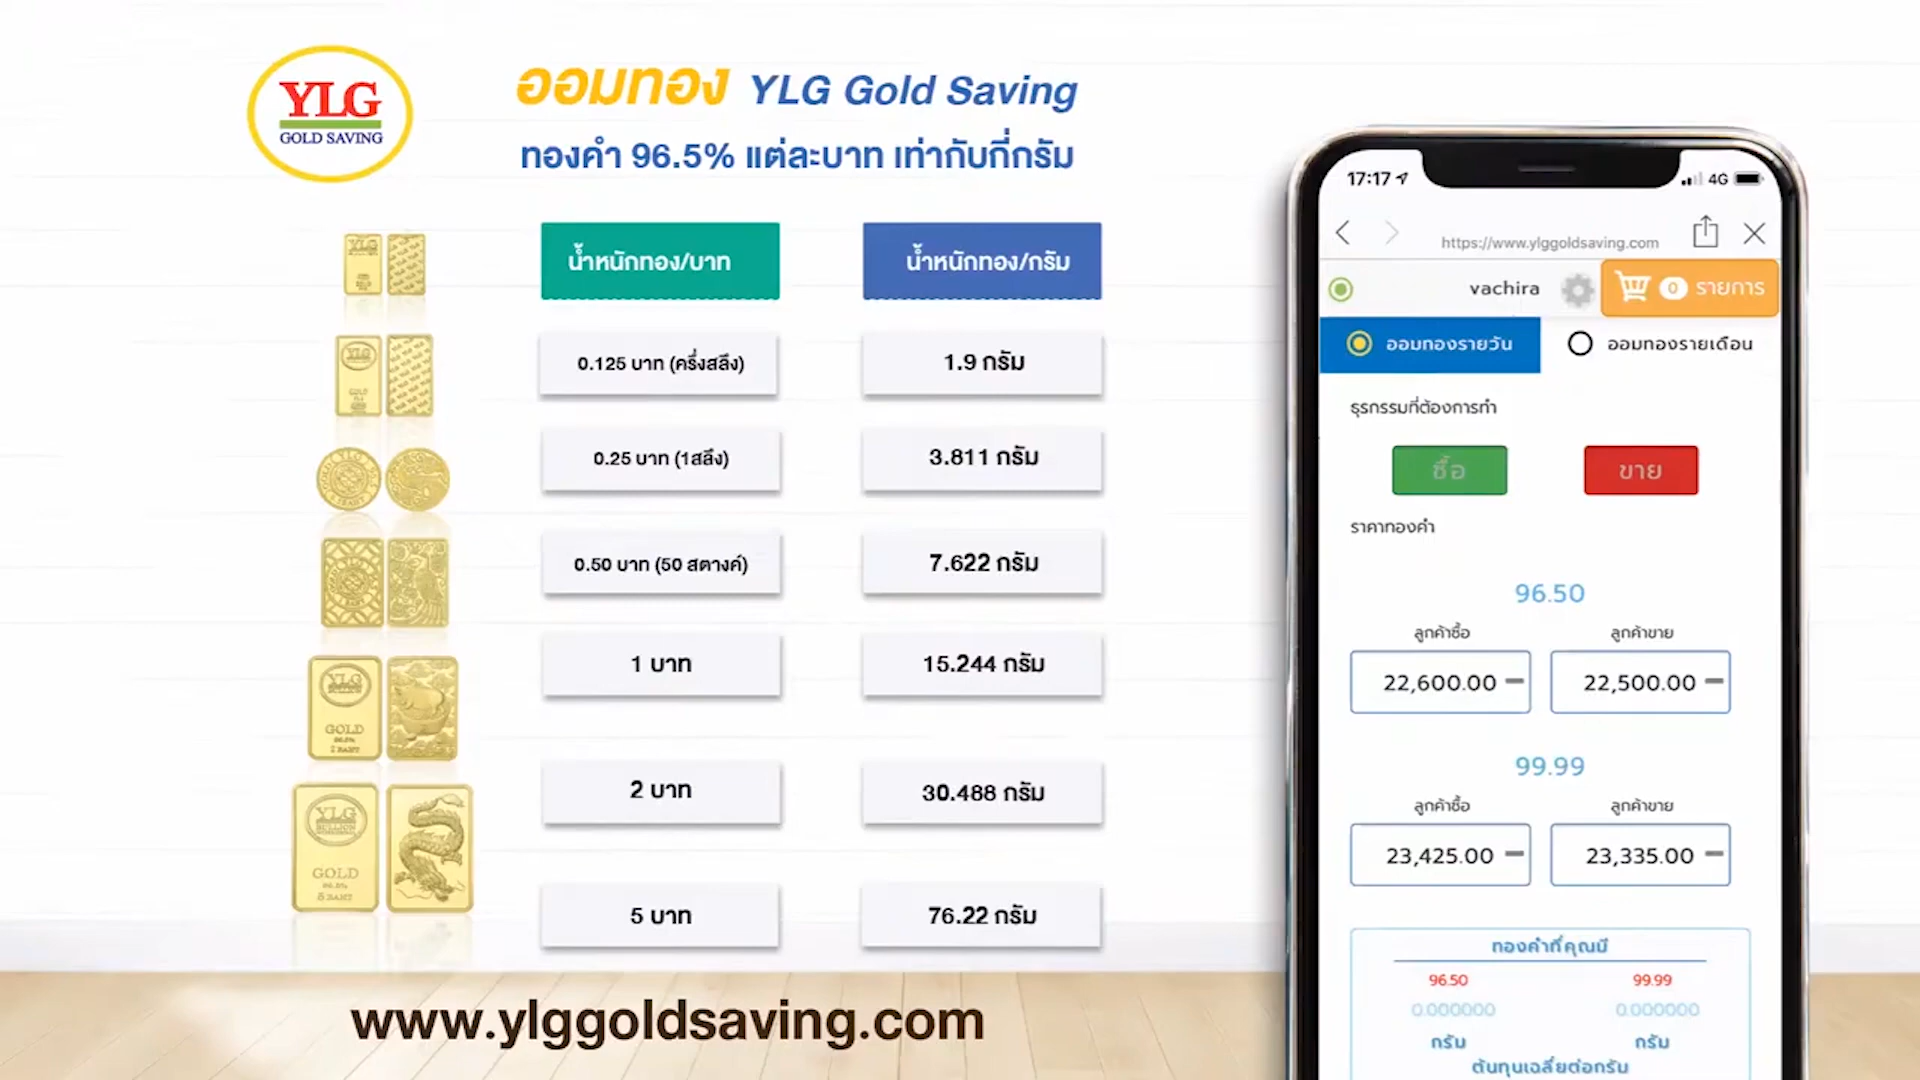 YLG
GOLD SAVING
ออมทอง YLG Gold Saving
ทองคำ 96.5% แต่ละบาท เท่ากับกี่กรัม
น้ำหนักทอง/บาท น้ำหนักทอง/กรัม
0.125 บาท (ครึ่งสลึง) 1.9 กรัม
0.25 บาท (1สลึง) 3.811 กรัม
0.50 บาท (50 สตางค์) 7.622 กรัม
1 บาท 15.244 กรัม
2 บาท 30.488 กรัม
5 บาท 76.22 กรัม
YLG
GOLD
96.5%
1 BAHT
YLG
BULLION
GOLD
96.5%
5 BAHT
www.ylggoldsaving.com
17:17 4G
https://www.ylggoldsaving.com
vachira 0 รายการ
ออมทองรายวัน ออมทองรายเดือน
ธุรกรรมที่ต้องการทำ
ซื้อ ขาย
ราคาทองคำ
96.50
ลูกค้าซื้อ ลูกค้าขาย
22,600.00 22,500.00
99.99
ลูกค้าซื้อ ลูกค้าขาย
23,425.00 23,335.00
ทองคำที่คุณมี
96.50 99.99
0.000000 0.000000
กรัม กรัม
ต้นทุนเฉลี่ยต่อกรัม